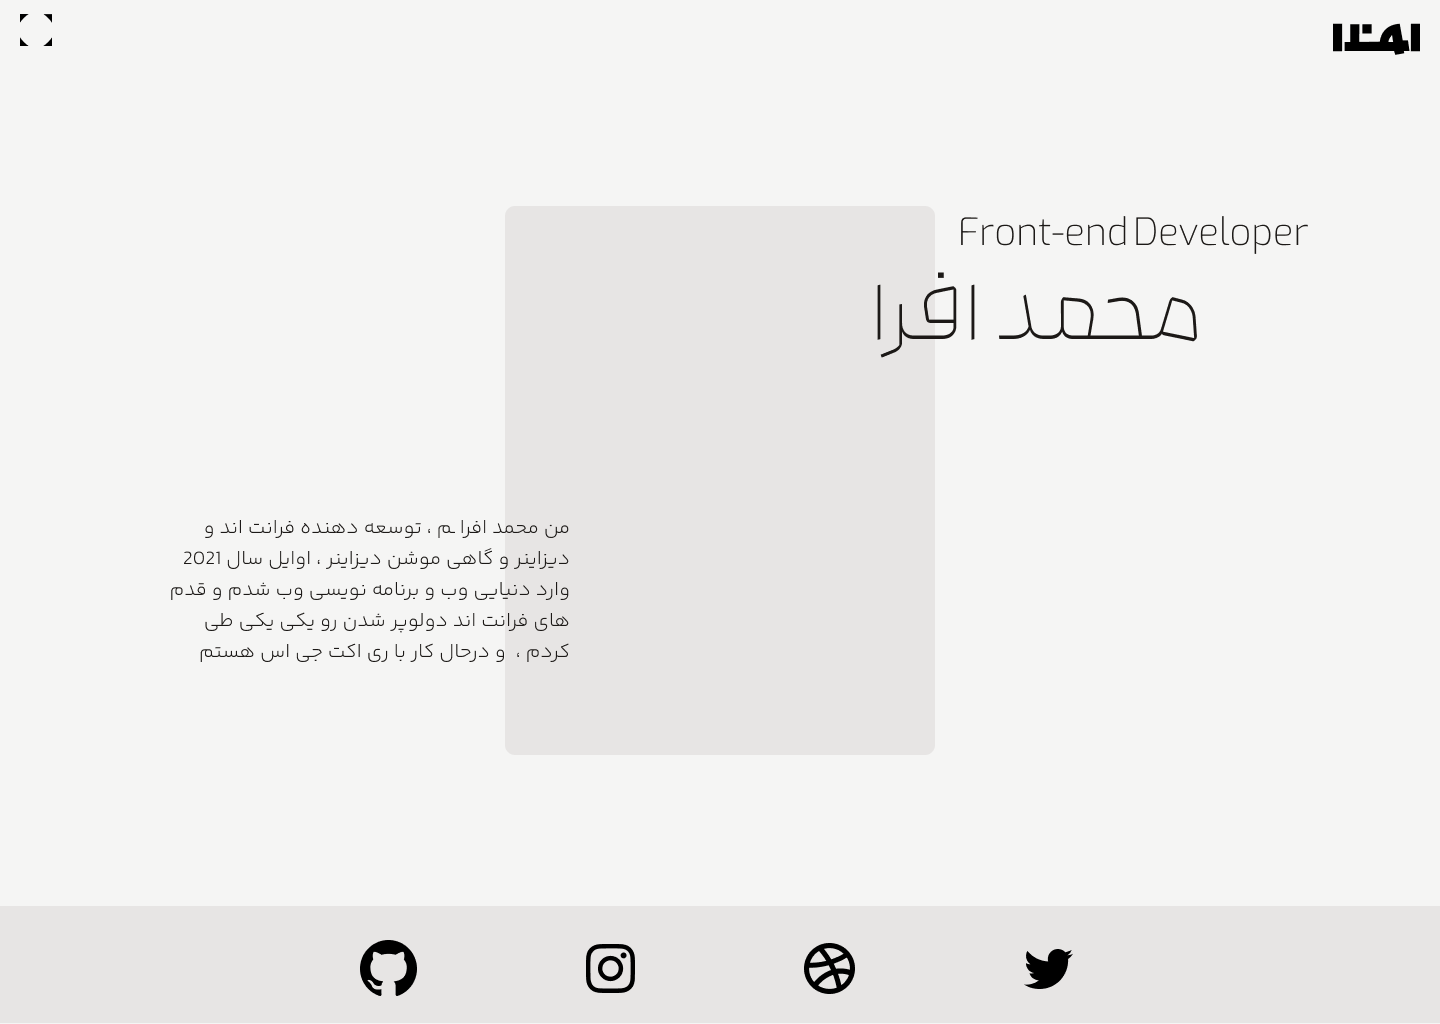 افرا
Front-end Developer
محمد افرا
من محمد افرا ـم ، توسعه دهنده فرانت اند و
دیزاینر و گاهی موشن دیزاینر ، اوایل سال 2021
وارد دنیایی وب و برنامه نویسی وب شدم و قدم
های فرانت اند دولوپر شدن رو یکی یکی طی
کردم ، و درحال کار با ری اکت جی اس هستم